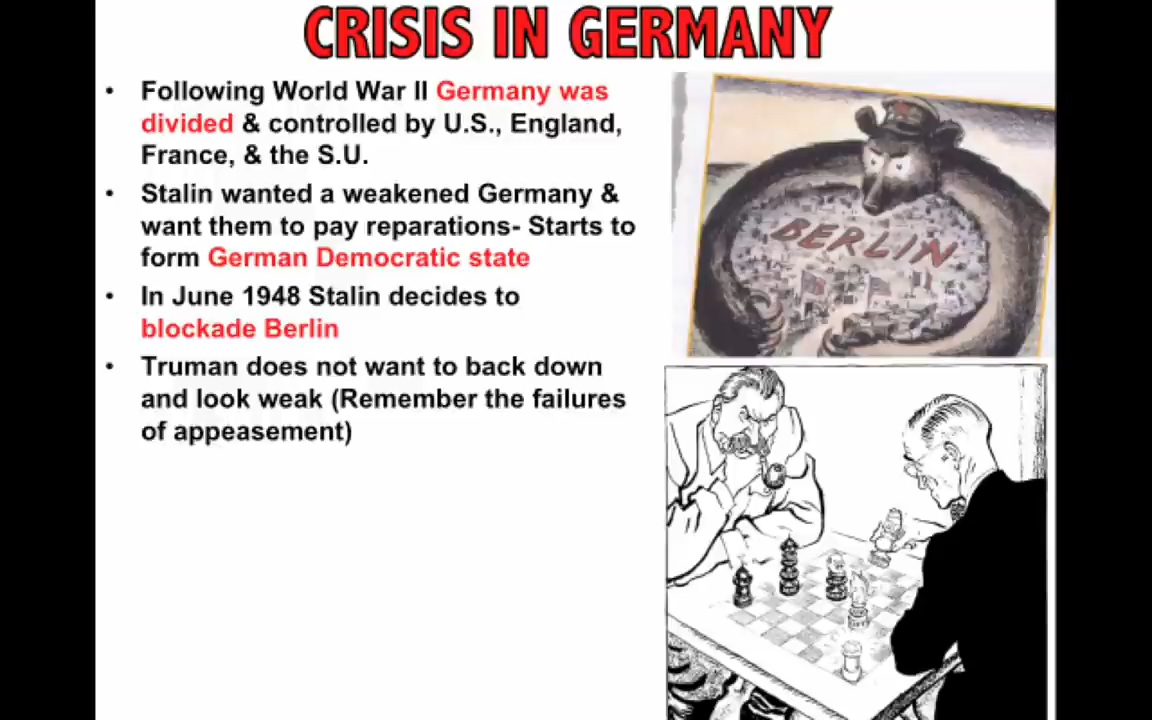 CRISIS IN GERMANY
• Following World War II Germany was
divided & controlled by U.S., England,
France, & the S.U.
• Stalin wanted a weakened Germany &
want them to pay reparations- Starts to
form German Democratic state
• In June 1948 Stalin decides to
blockade Berlin
• Truman does not want to back down
and look weak (Remember the failures
of appeasement)
BERLIN